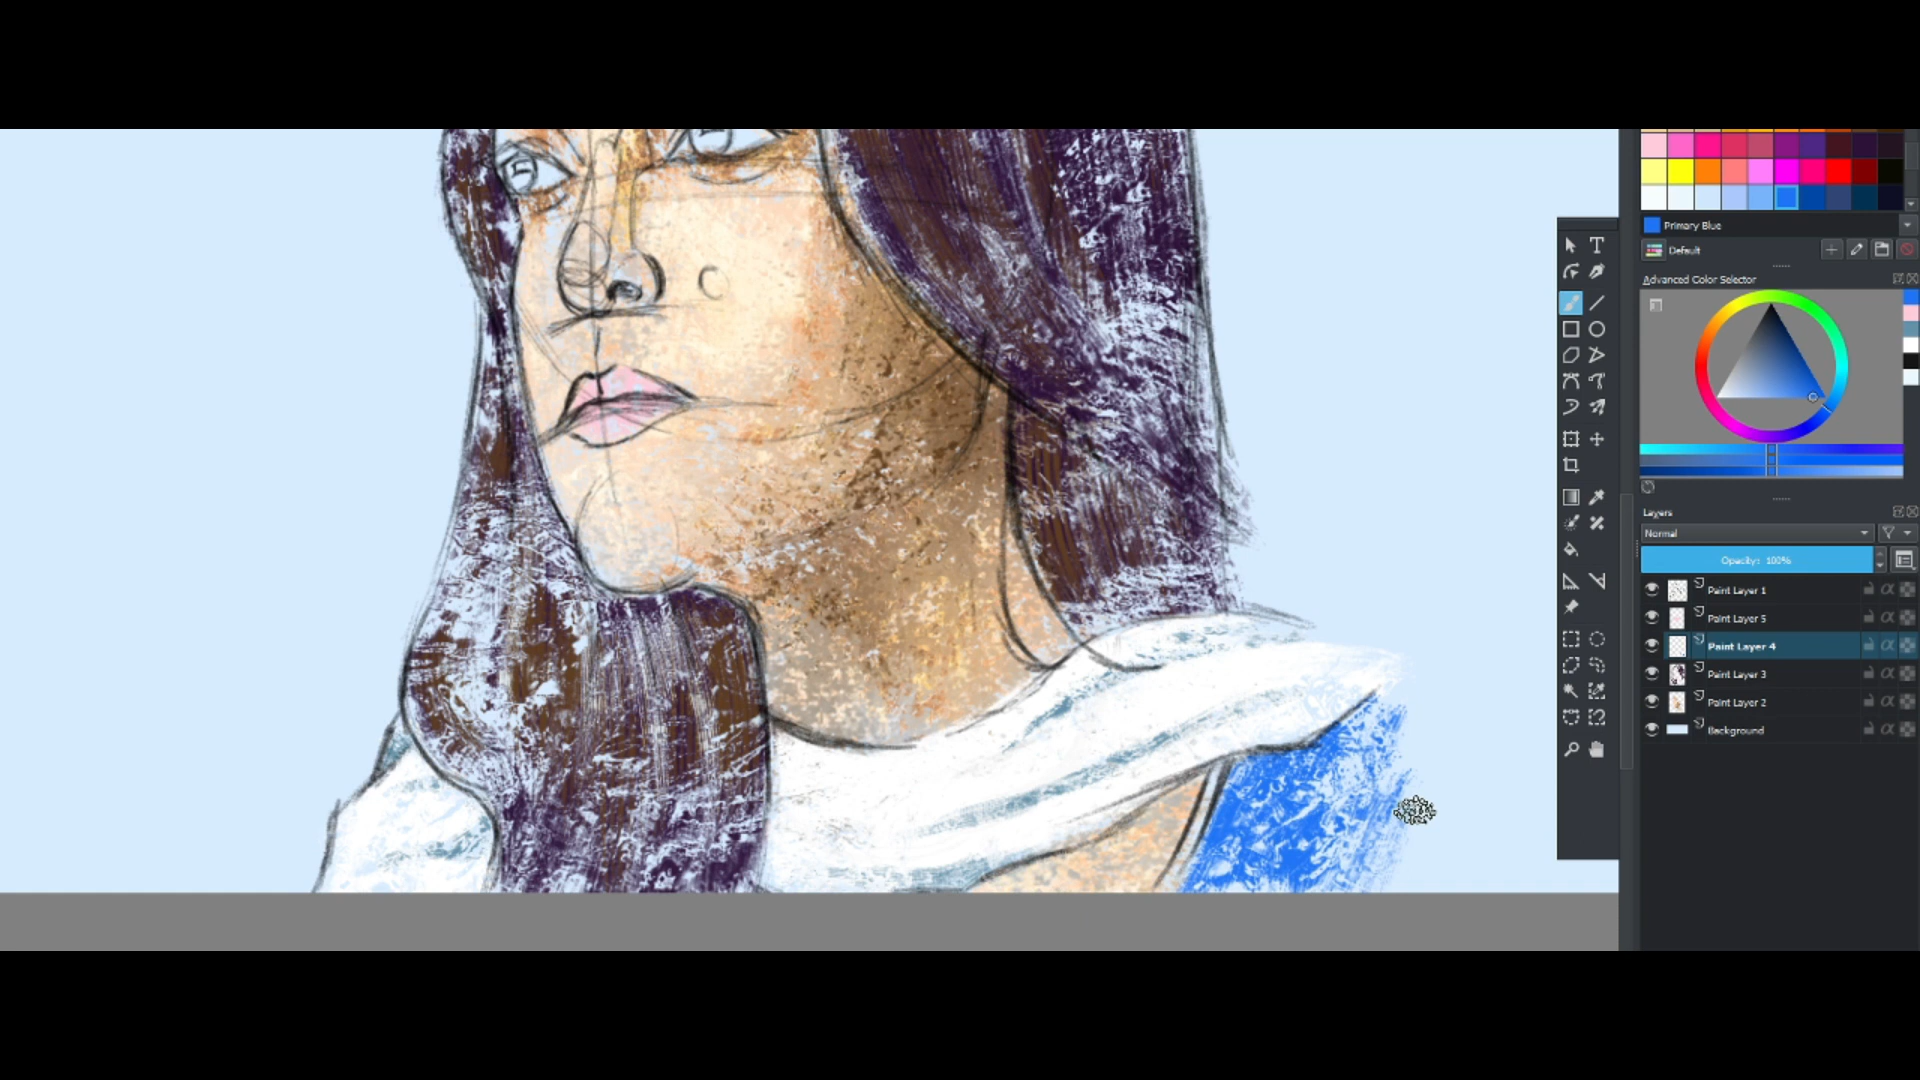 Primary Blue
Default
Advanced Color Selector
Layers
Normal
Opacity: 100%
Paint Layer 1
Paint Layer 5
Paint Layer 4
Paint Layer 3
Paint Layer 2
Background